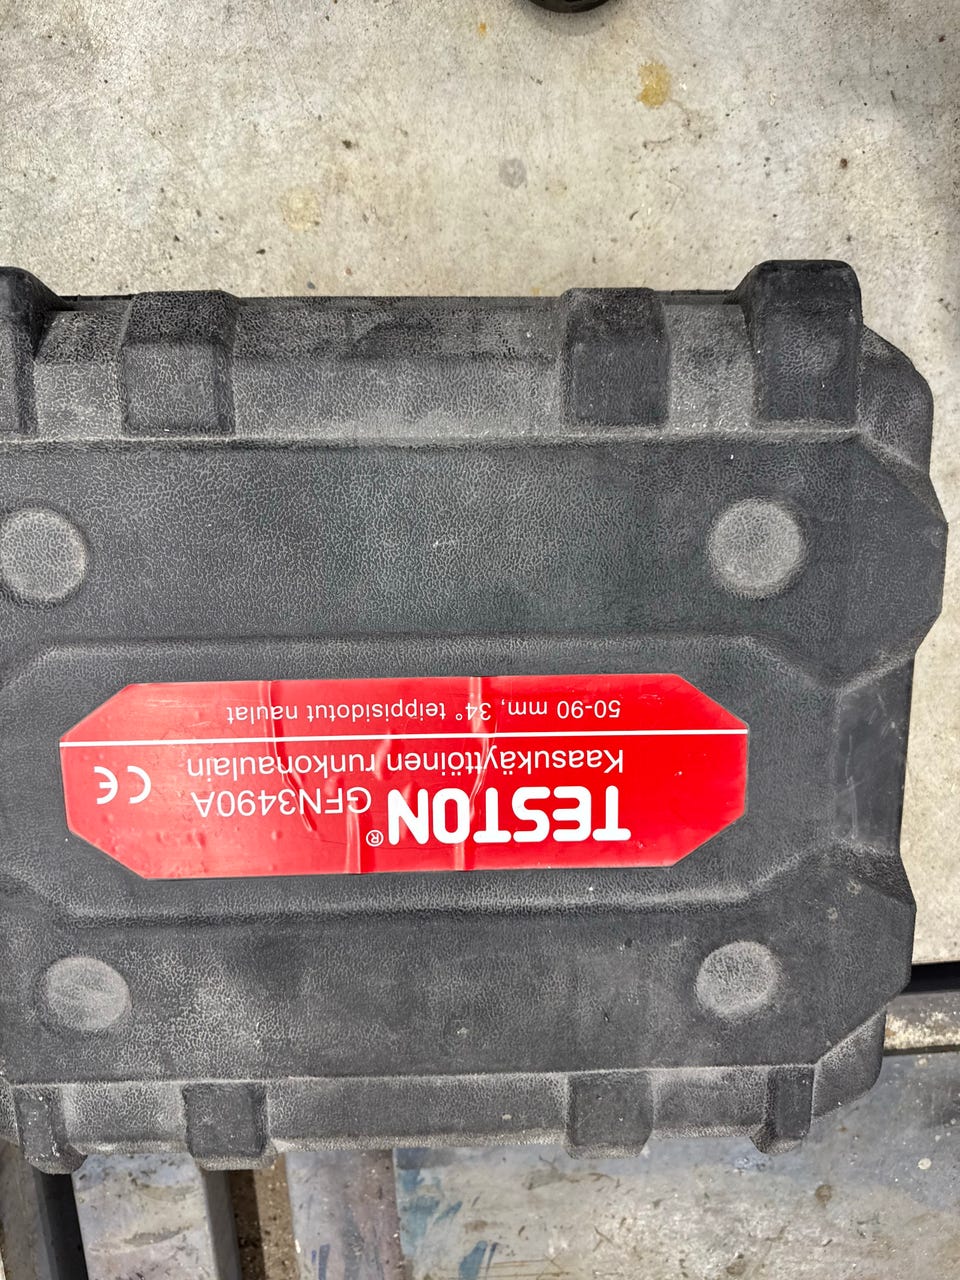 TESTON® GFN3490A
Kaasukäyttöinen runkonaulain
CE
50-90 mm, 34° teippisidotut naulat